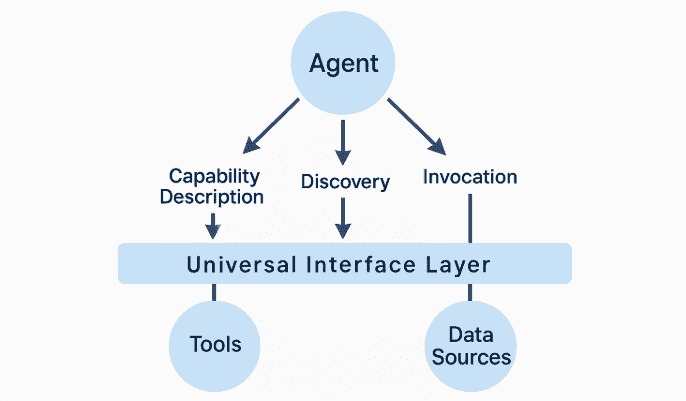 Agent
Capability
Description
Discovery
Invocation
Universal Interface Layer
Tools
Data
Sources